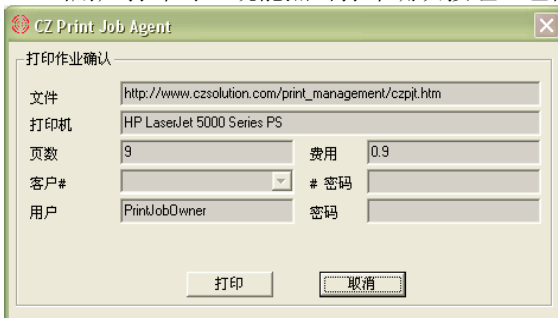 CZ Print Job Agent
打印作业确认
文件 http://www.czsolution.com/print_management/czpjt.htm
打印机 HP LaserJet 5000 Series PS
页数 9 费用 0.9
客户# # 密码
用户 PrintJobOwner 密码
打印 取消